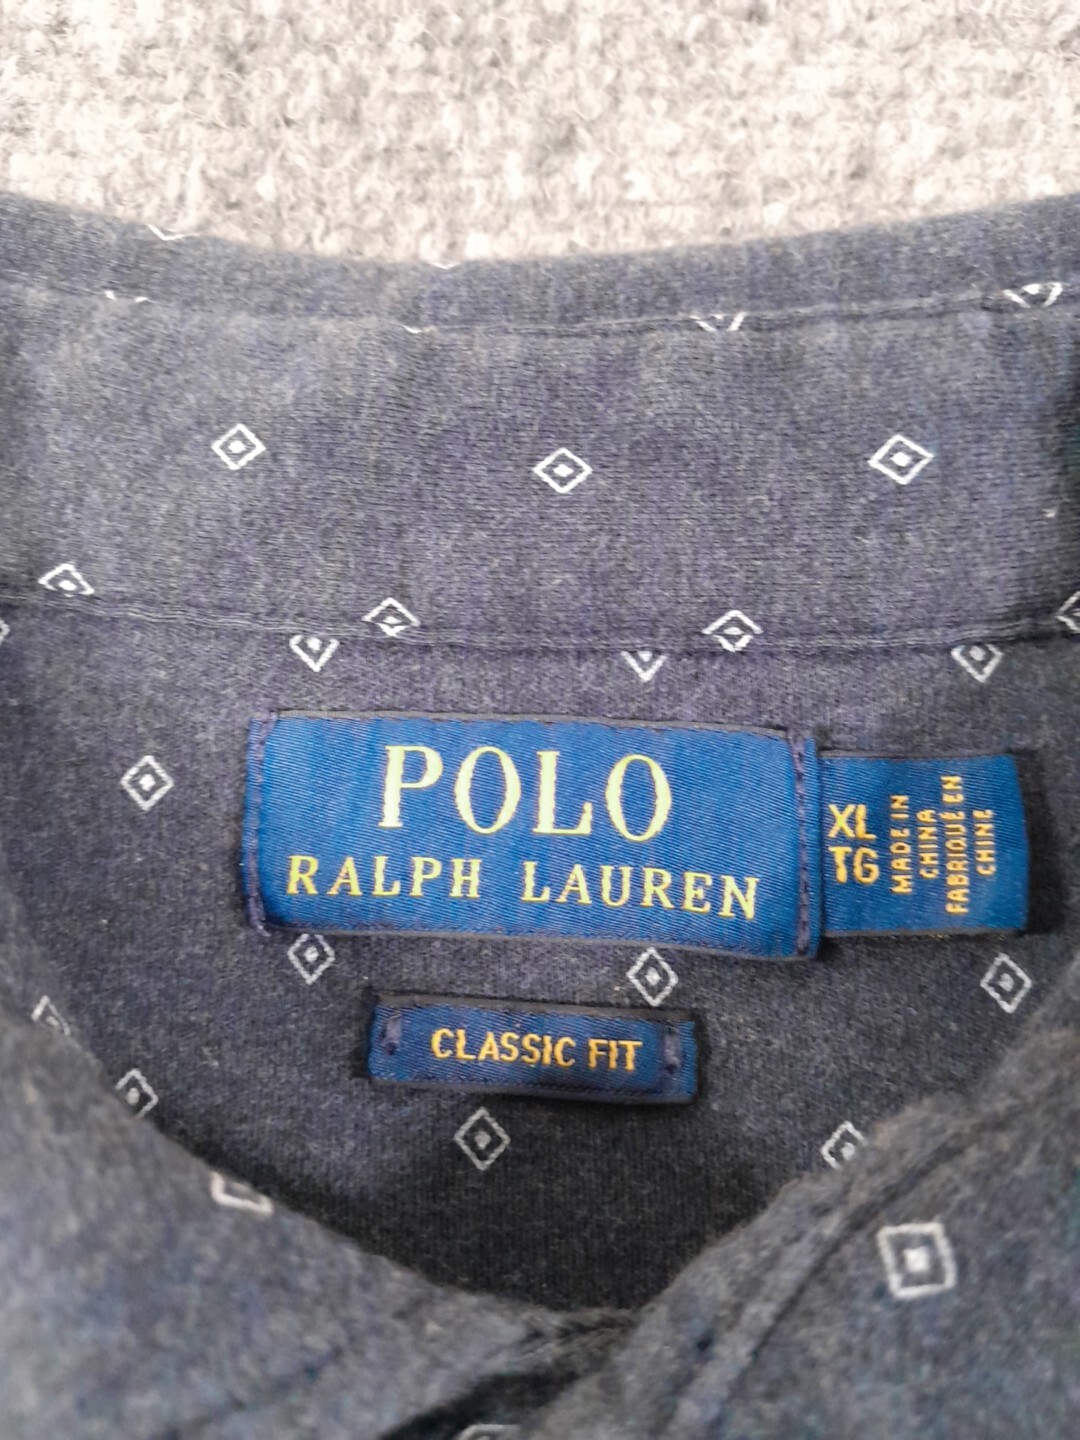 POLO
RALPH LAUREN
XL
TG
MADE IN
CHINA
FABRIQUÉ EN
CHINE
CLASSIC FIT